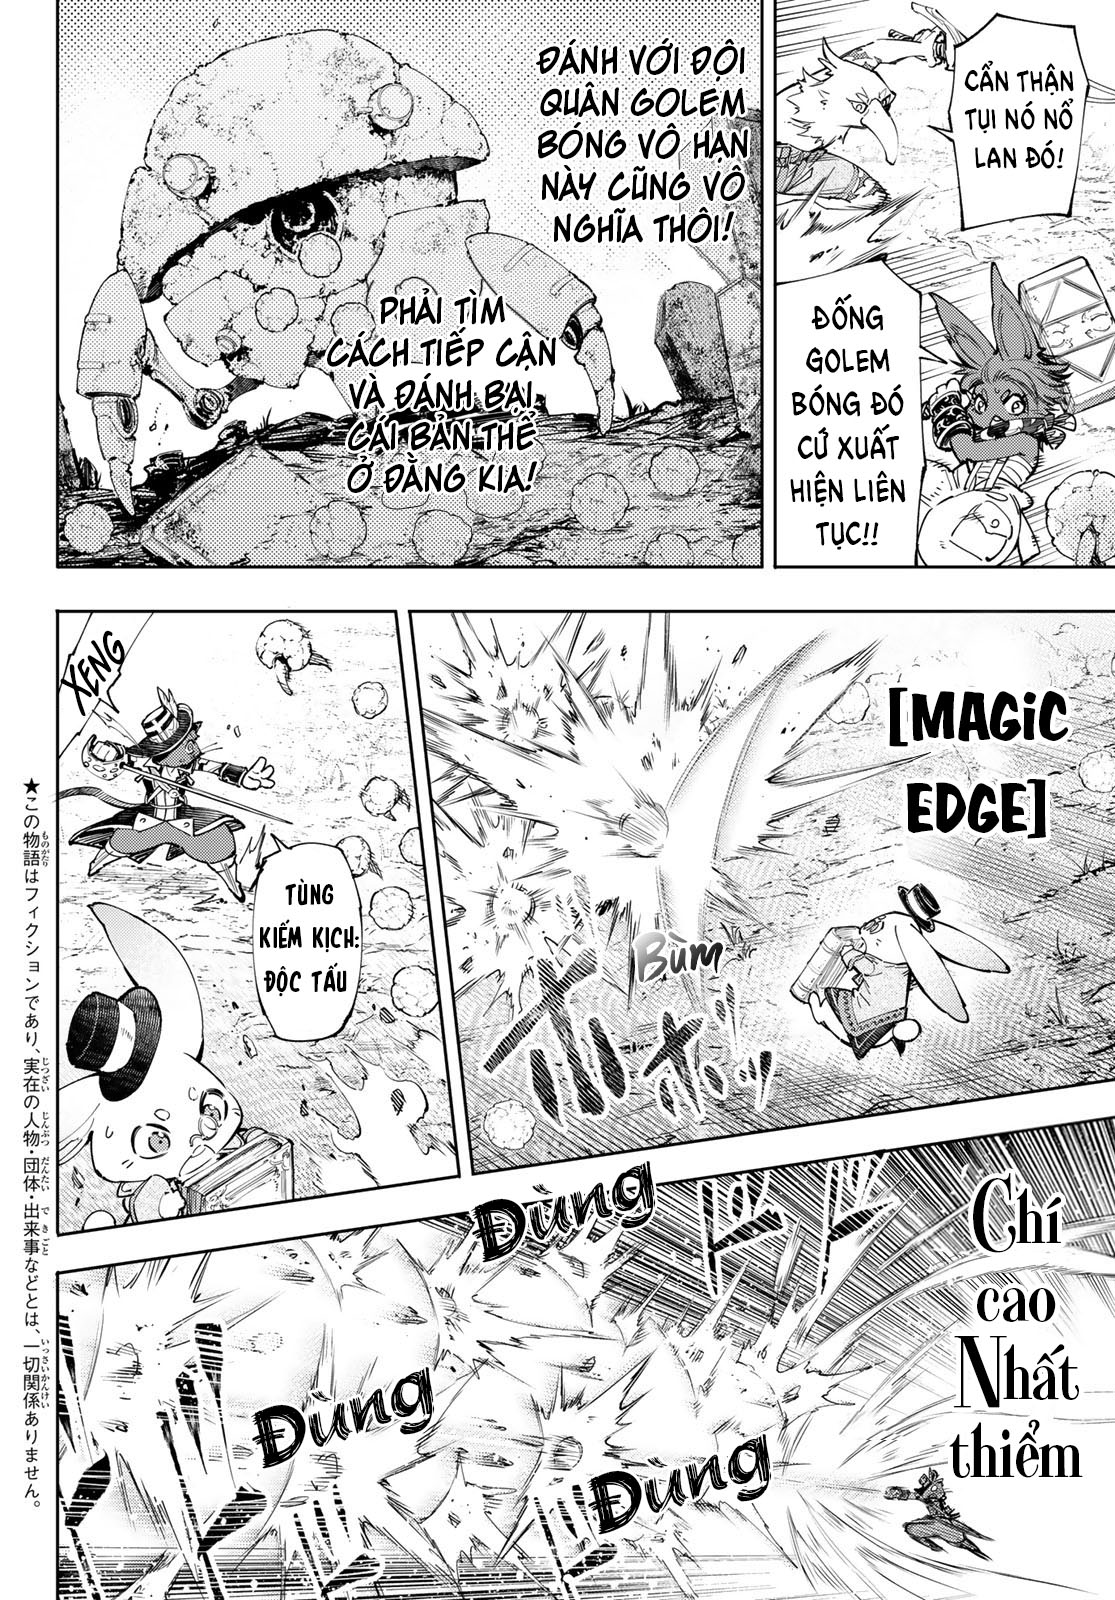 CẨN THẬN
TỤI NÓ NỔ
LAN ĐÓ!
ĐỐNG
GOLEM
BÓNG ĐÓ
CỨ XUẤT
HIỆN LIÊN
TỤC!!
ĐÁNH VỚI ĐỘI
QUÂN GOLEM
BÓNG VÔ HẠN
NÀY CŨNG VÔ
NGHĨA THÔI!
PHẢI TÌM
CÁCH TIẾP CẬN
VÀ ĐÁNH BẠI
CÁI BẢN THỂ
Ở ĐẰNG KIA!
[MAGIC
EDGE]
Bùm
XENG
TÙNG
KIẾM KỊCH:
ĐỘC TẤU
Chí
cao
Nhất
thiểm
Đùng
Đùng
Đùng
ドドド
★この物語はフィクションであり、実在の人物・団体・出来事などとは、一切関係ありません。